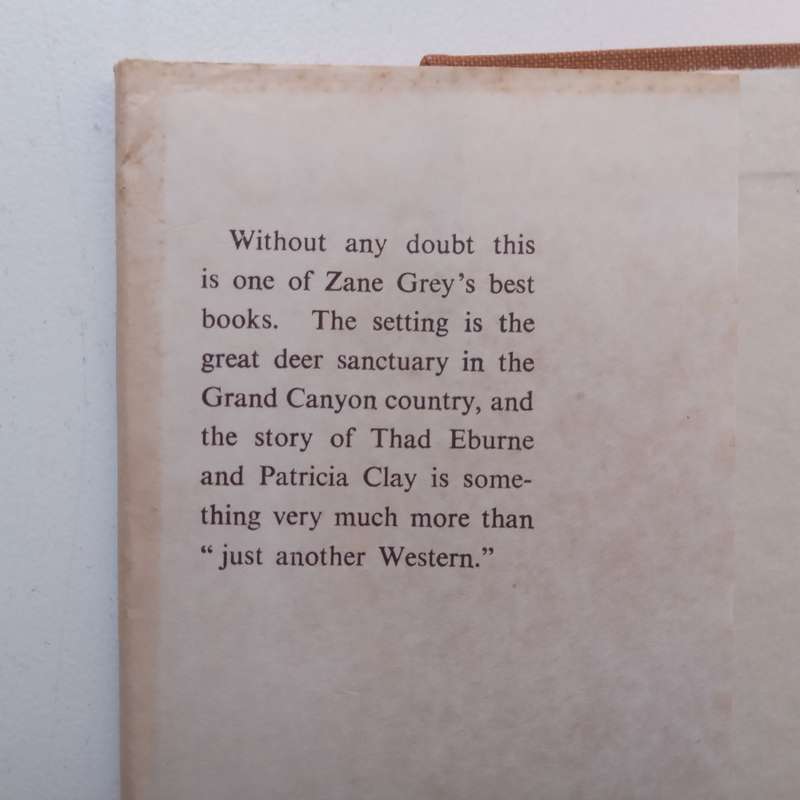 Without any doubt this
is one of Zane Grey's best
books. The setting is the
great deer sanctuary in the
Grand Canyon country, and
the story of Thad Eburne
and Patricia Clay is some-
thing very much more than
“just another Western.”